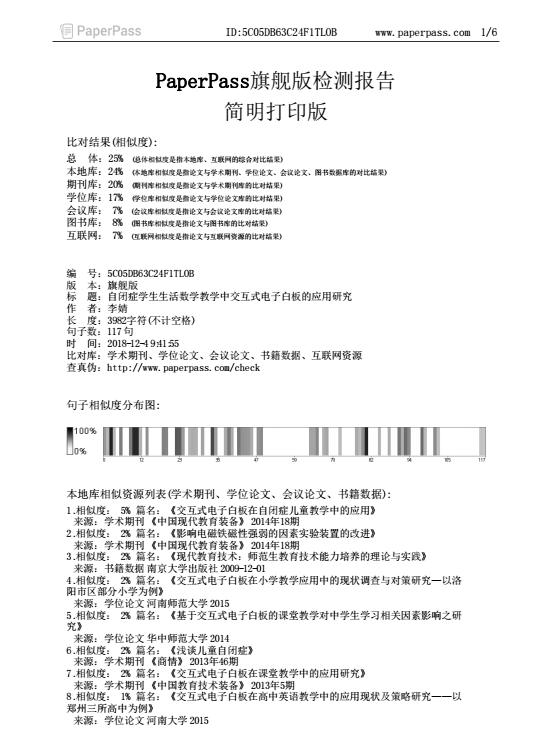 PaperPass ID:5C05DB63C24F1TLOB www.paperpass.com 1/6
PaperPass旗舰版检测报告
简明打印版
比对结果(相似度):
总 体: 25% (总体相似度是指本地库、互联网的综合对比结果)
本地库: 24% (本地库相似度是指论文与学术期刊、学位论文、会议论文、图书数据库的对比结果)
期刊库: 20% (期刊库相似度是指论文与学术期刊库的比对结果)
学位库: 17% (学位库相似度是指论文与学位论文库的比对结果)
会议库: 7% (会议库相似度是指论文与会议论文库的比对结果)
图书库: 8% (图书库相似度是指论文与图书库的比对结果)
互联网: 7% (互联网相似度是指论文与互联网资源的比对结果)
编 号: 5C05DB63C24F1TLOB
版 本: 旗舰版
标 题: 自闭症学生生活数学教学中交互式电子白板的应用研究
作 者: 李婧
长 度: 3982字符(不计空格)
句子数: 117句
时 间: 2018-12-4 9:41:55
比对库: 学术期刊、学位论文、会议论文、书籍数据、互联网资源
查真伪: http://www.paperpass.com/check
句子相似度分布图:
100%
0%
0 12 23 35 47 59 70 82 94 105 117
本地库相似资源列表(学术期刊、学位论文、会议论文、书籍数据):
1.相似度: 5% 篇名: 《交互式电子白板在自闭症儿童教学中的应用》
来源: 学术期刊 《中国现代教育装备》 2014年18期
2.相似度: 2% 篇名: 《影响电磁铁磁性强弱的因素实验装置的改进》
来源: 学术期刊 《中国现代教育装备》 2014年18期
3.相似度: 2% 篇名: 《现代教育技术: 师范生教育技术能力培养的理论与实践》
来源: 书籍数据 南京大学出版社 2009-12-01
4.相似度: 2% 篇名: 《交互式电子白板在小学教学应用中的现状调查与对策研究—以洛
阳市区部分小学为例》
来源: 学位论文 河南师范大学 2015
5.相似度: 2% 篇名: 《基于交互式电子白板的课堂教学对中学生学习相关因素影响之研
究》
来源: 学位论文 华中师范大学 2014
6.相似度: 2% 篇名: 《浅谈儿童自闭症》
来源: 学术期刊 《商情》 2013年46期
7.相似度: 2% 篇名: 《交互式电子白板在课堂教学中的应用研究》
来源: 学术期刊 《中国教育技术装备》 2013年5期
8.相似度: 1% 篇名: 《交互式电子白板在高中英语教学中的应用现状及策略研究——以
郑州三所高中为例》
来源: 学位论文 河南大学 2015